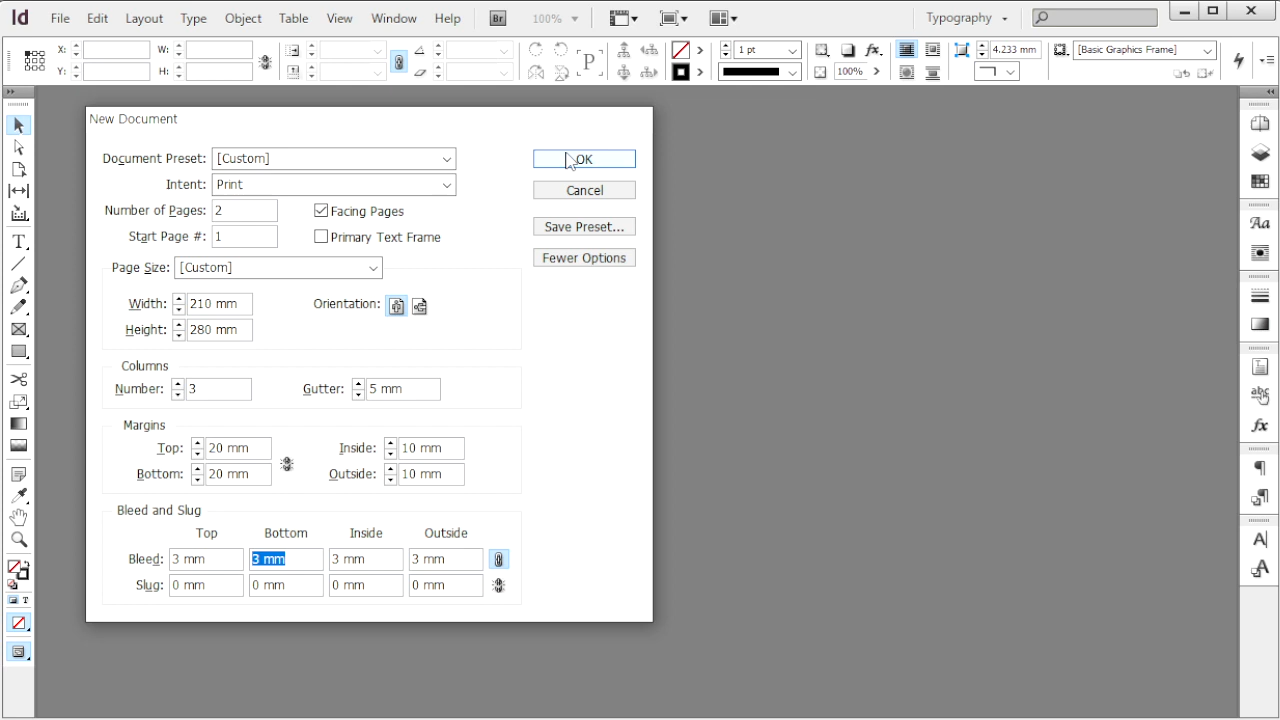 Id File Edit Layout Type Object Table View Window Help Br 100% Typography
X: W: 1 pt fx 4.233 mm [Basic Graphics Frame]
Y: H: P 100%
New Document
Document Preset: [Custom] OK
Intent: Print Cancel
Number of Pages: 2 Facing Pages
Save Preset...
Start Page #: 1 Primary Text Frame
Fewer Options
Page Size: [Custom]
Width: 210 mm Orientation:
Height: 280 mm
Columns
Number: 3 Gutter: 5 mm
Margins
Top: 20 mm Inside: 10 mm
Bottom: 20 mm Outside: 10 mm
Bleed and Slug
Top Bottom Inside Outside
Bleed: 3 mm 3 mm 3 mm 3 mm
Slug: 0 mm 0 mm 0 mm 0 mm
T
T
Aa
abc
fx
A
A